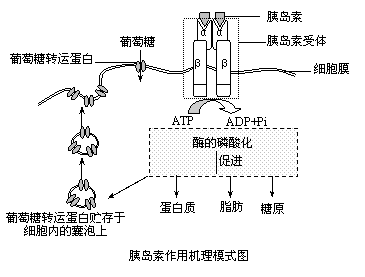 胰岛素
葡萄糖
α α
胰岛素受体
葡萄糖转运蛋白
β β
细胞膜
ATP ADP+Pi
酶的磷酸化
促进
蛋白质 脂肪 糖原
葡萄糖转运蛋白贮存于
细胞内的囊泡上
胰岛素作用机理模式图